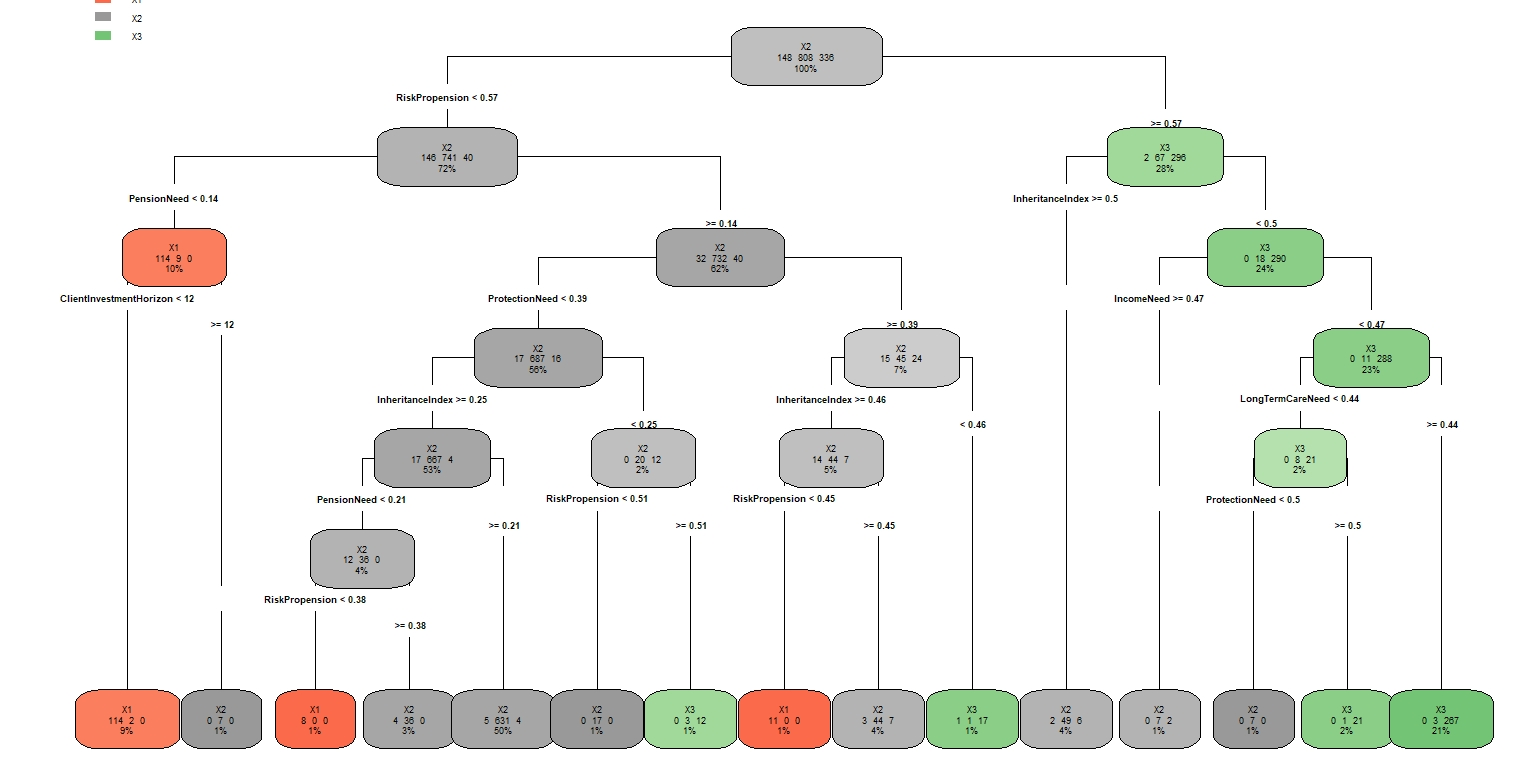 X1
X2
X3
X2
148 808 336
100%
RiskPropension < 0.57
>= 0.57
X2
146 741 40
72%
X3
2 67 296
28%
PensionNeed < 0.14
>= 0.14
InheritanceIndex >= 0.5
< 0.5
X1
114 9 0
10%
X2
32 732 40
62%
X3
0 18 290
24%
ClientInvestmentHorizon < 12
>= 12
ProtectionNeed < 0.39
>= 0.39
IncomeNeed >= 0.47
< 0.47
X2
17 687 16
56%
X2
15 45 24
7%
X3
0 11 288
23%
InheritanceIndex >= 0.25
< 0.25
InheritanceIndex >= 0.46
< 0.46
LongTermCareNeed < 0.44
>= 0.44
X2
17 667 4
53%
X2
0 20 12
2%
X2
14 44 7
5%
X3
0 8 21
2%
PensionNeed < 0.21
>= 0.21
RiskPropension < 0.51
>= 0.51
RiskPropension < 0.45
>= 0.45
ProtectionNeed < 0.5
>= 0.5
X2
12 36 0
4%
RiskPropension < 0.38
>= 0.38
X1
114 2 0
9%
X2
0 7 0
1%
X1
8 0 0
1%
X2
4 36 0
3%
X2
5 631 4
50%
X2
0 17 0
1%
X3
0 3 12
1%
X1
11 0 0
1%
X2
3 44 7
4%
X3
1 1 17
1%
X2
2 49 6
4%
X2
0 7 2
1%
X2
0 7 0
1%
X3
0 1 21
2%
X3
0 3 267
21%